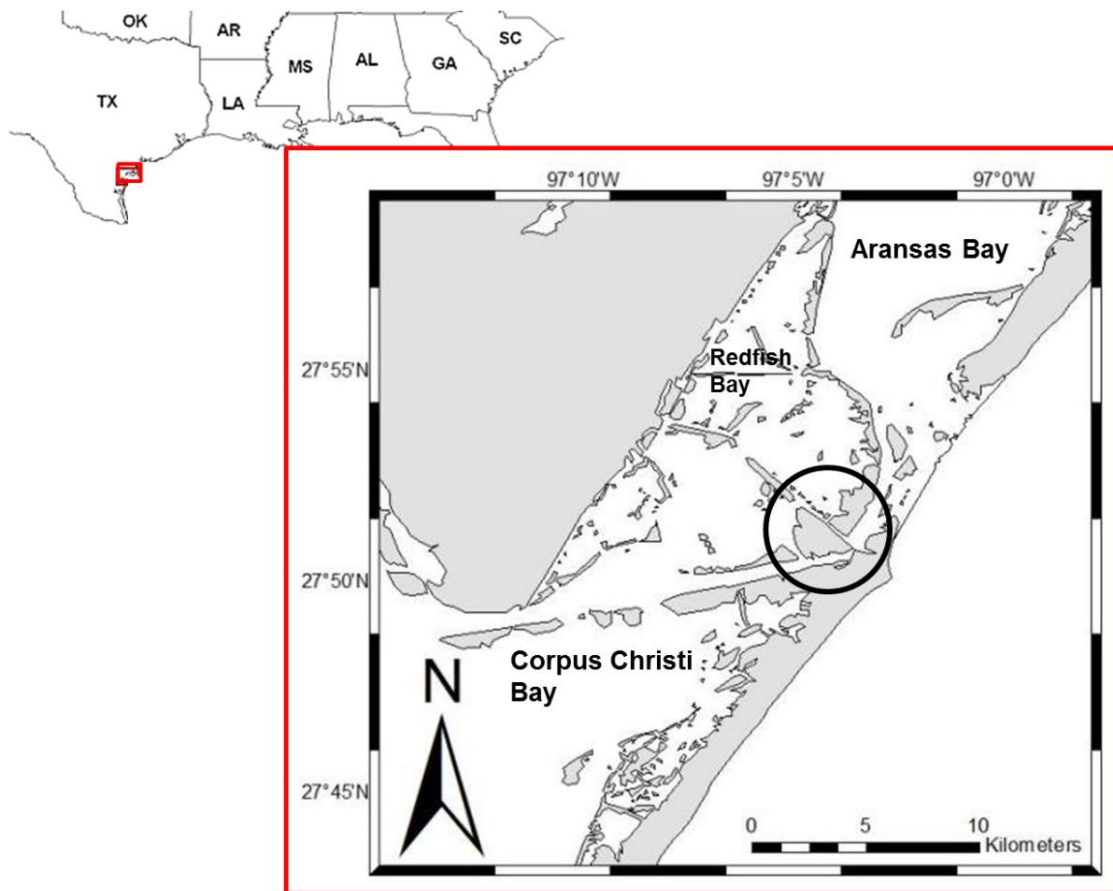 OK
AR
SC
MS
AL
GA
TX
LA
97°10'W
97°5'W
97°0'W
Aransas Bay
27°55'N
Redfish
Bay
27°50'N
Corpus Christi
Bay
N
27°45'N
0
5
10
Kilometers